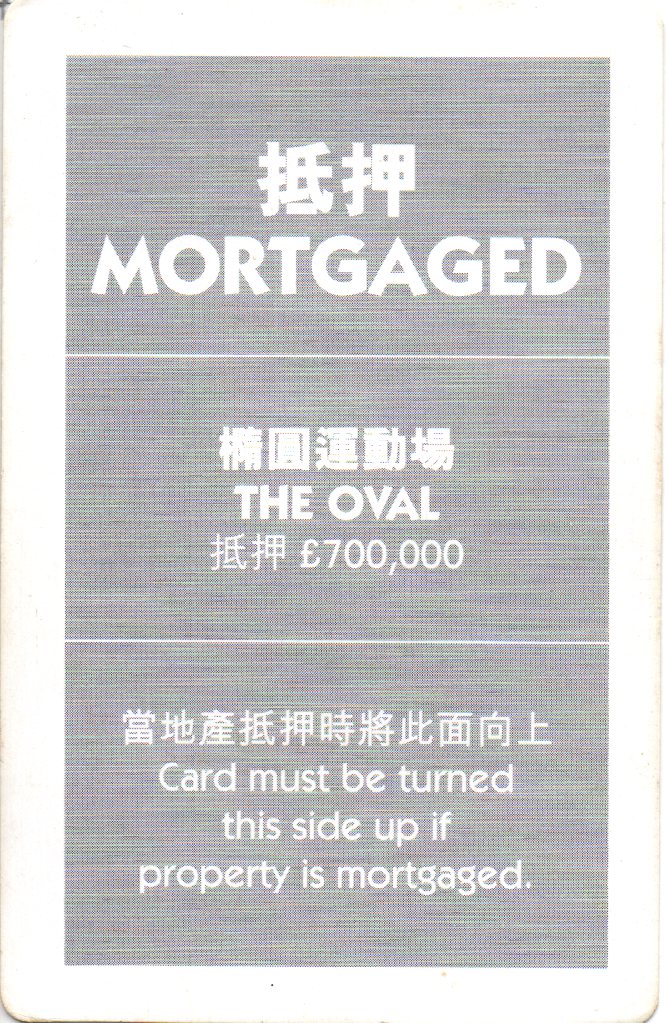 抵押
MORTGAGED
橢圓運動場
THE OVAL
抵押 £700,000
當地產抵押時將此面向上
Card must be turned
this side up if
property is mortgaged.